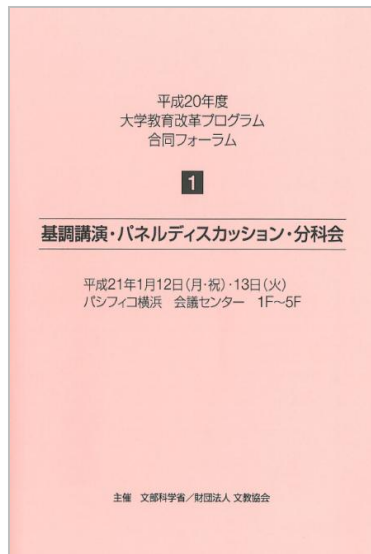 平成20年度
大学教育改革プログラム
合同フォーラム
1
基調講演・パネルディスカッション・分科会
平成21年1月12日(月・祝)・13日(火)
パシフィコ横浜　会議センター　1F～5F
主催　文部科学省／財団法人 文教協会